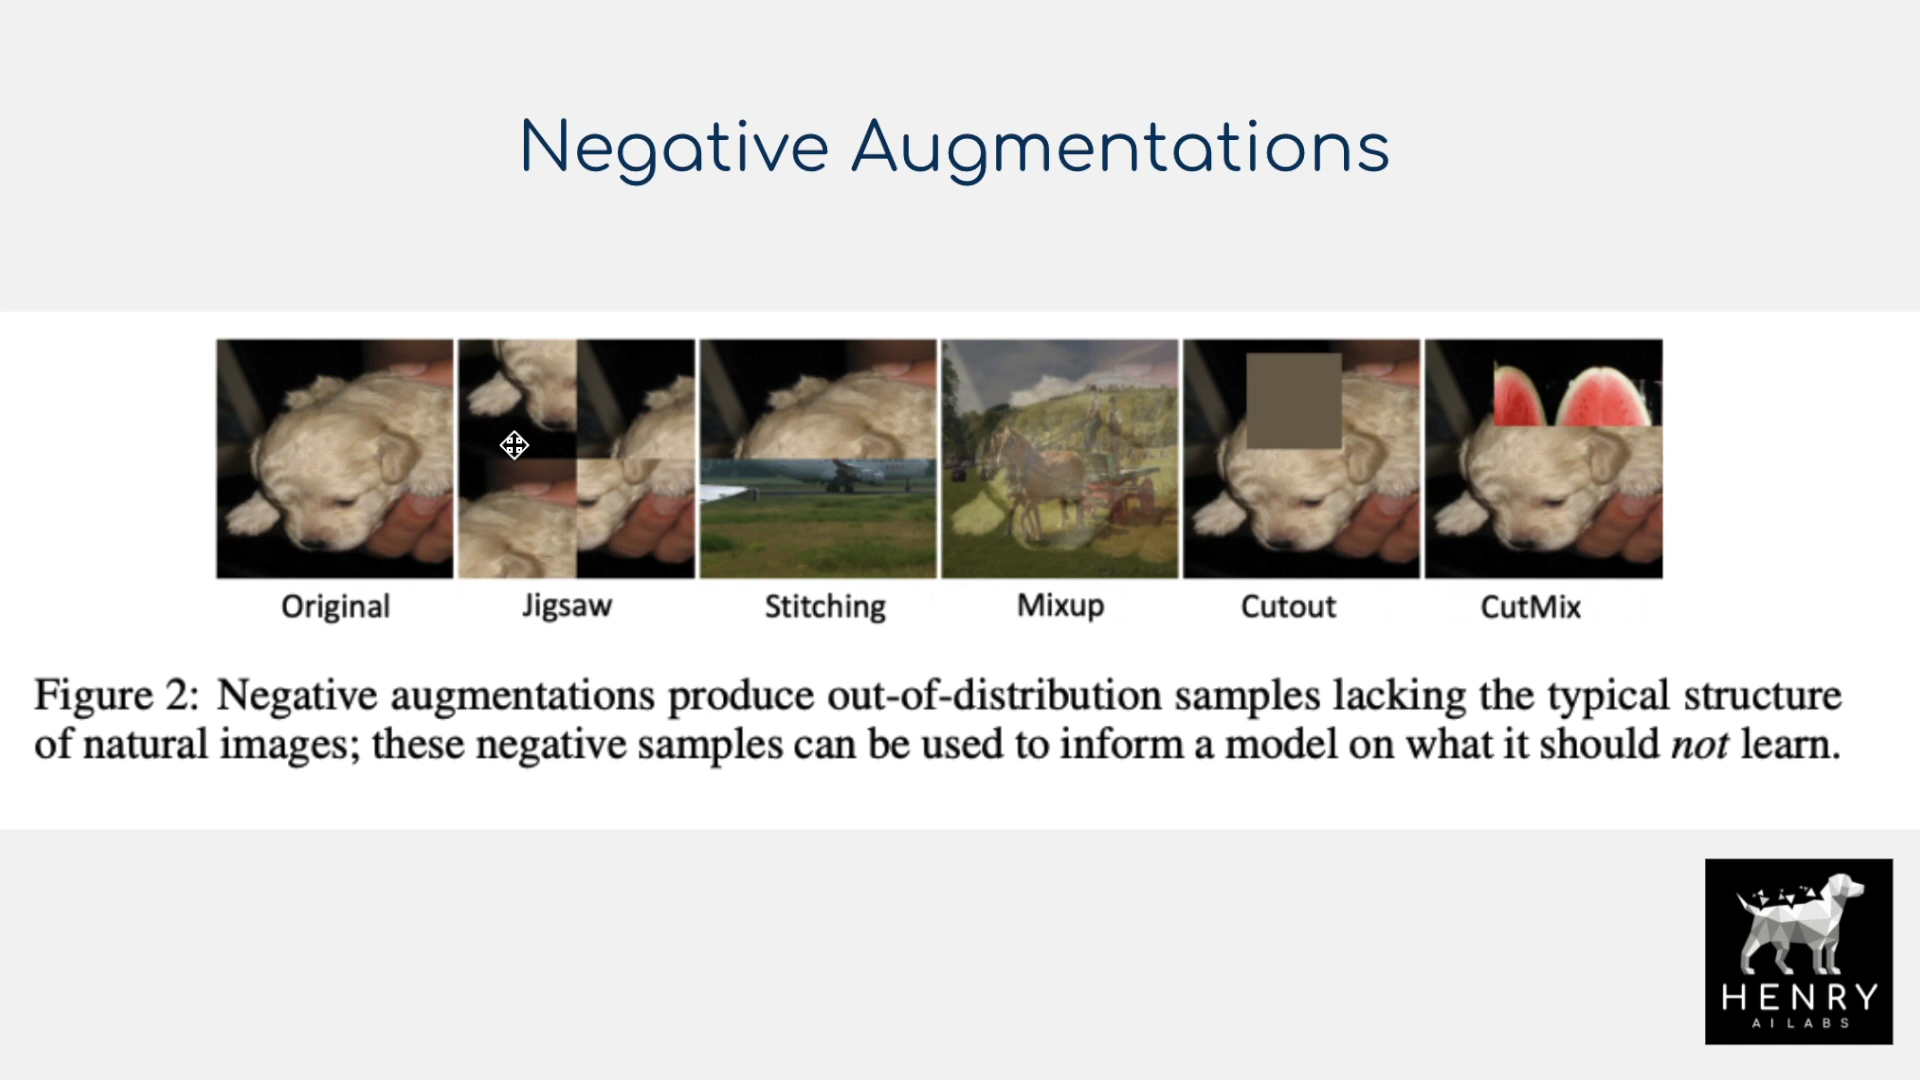 Negative Augmentations
Original
Jigsaw
Stitching
Mixup
Cutout
CutMix
Figure 2: Negative augmentations produce out-of-distribution samples lacking the typical structure
of natural images; these negative samples can be used to inform a model on what it should not learn.
HENRY
AI LABS